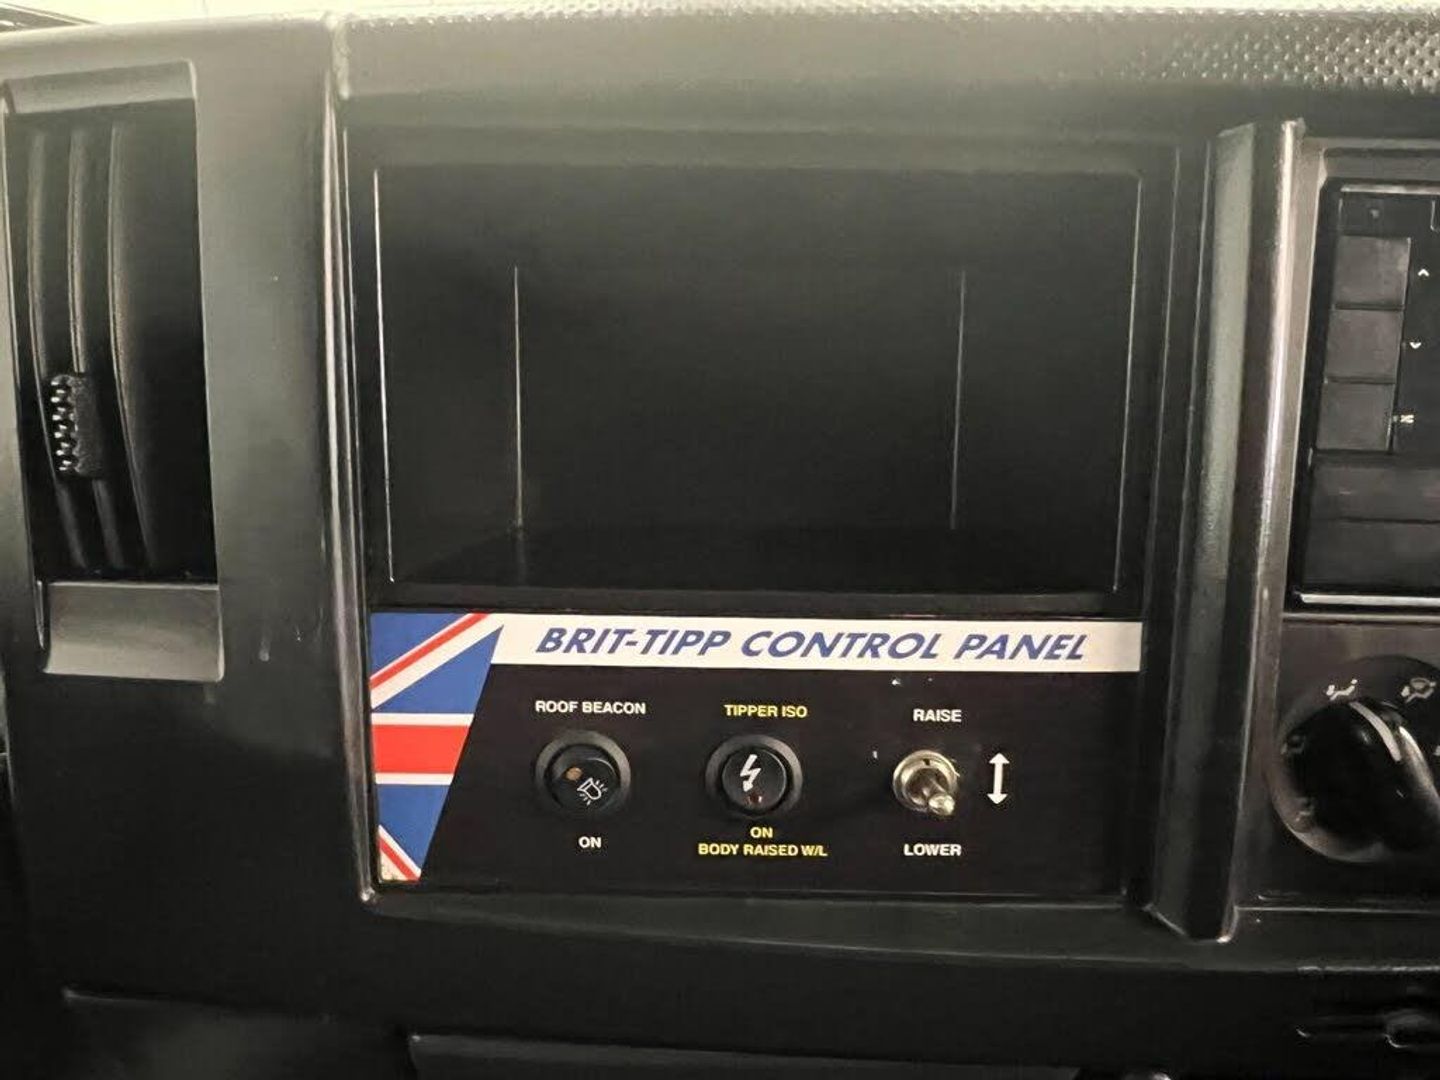 BRIT-TIPP CONTROL PANEL
ROOF BEACON
TIPPER ISO
RAISE
ON
ON
BODY RAISED W/L
LOWER